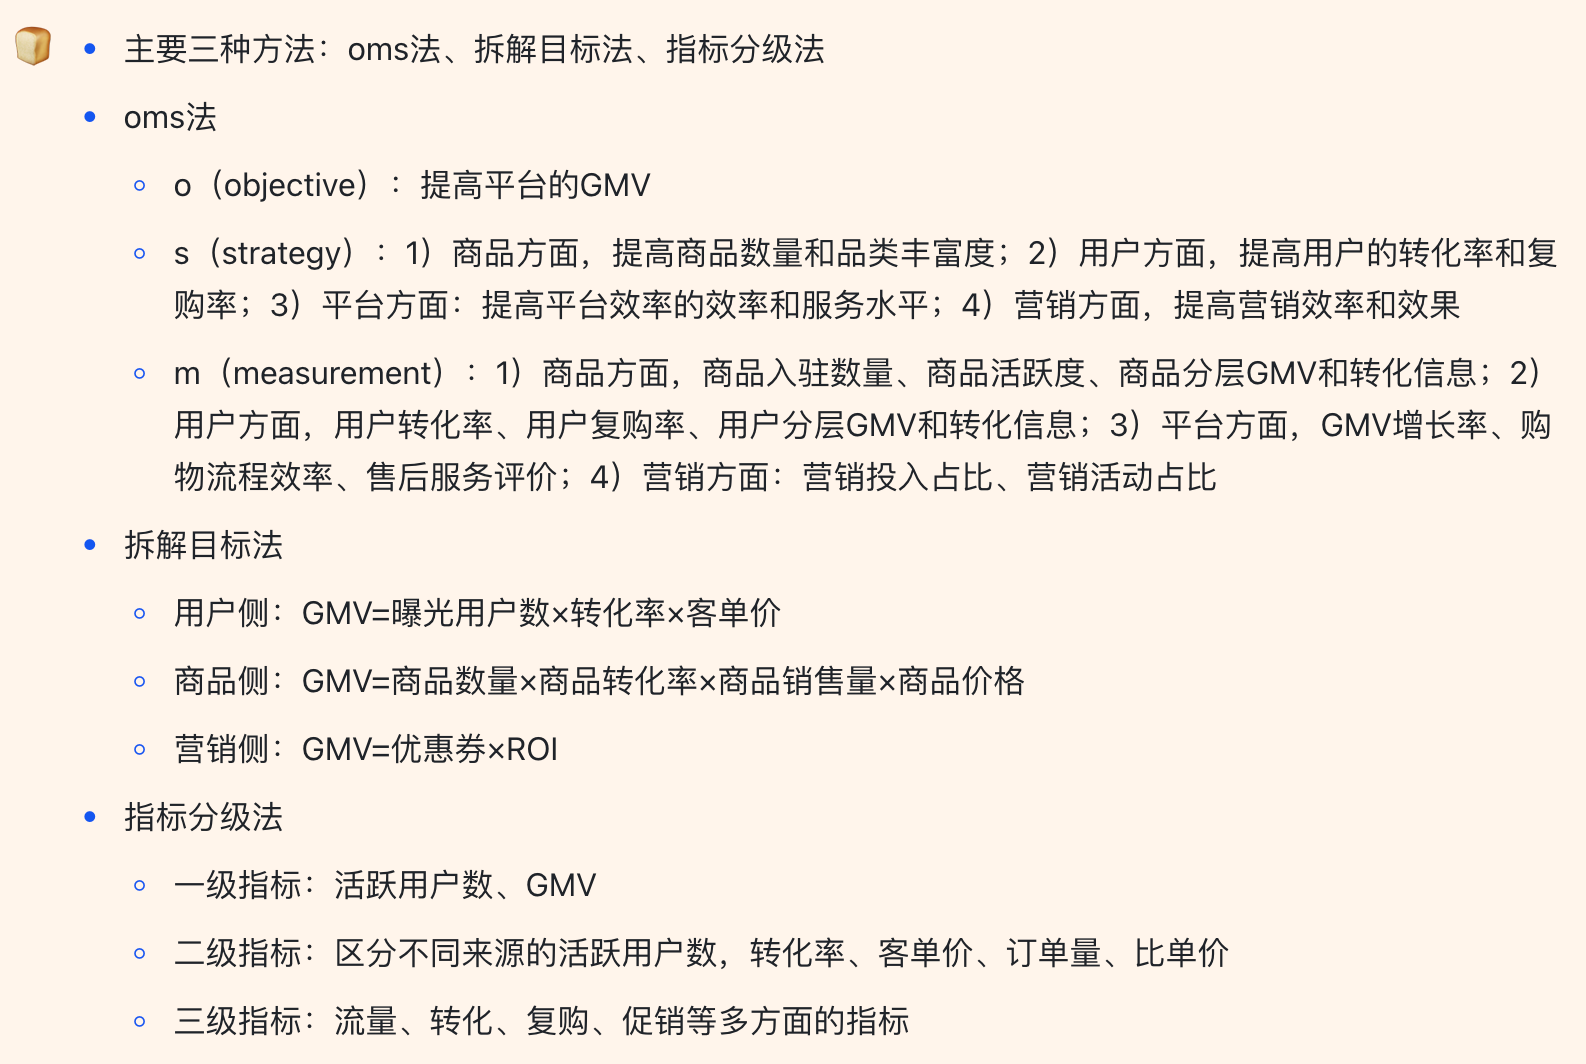 主要三种方法：oms法、拆解目标法、指标分级法
oms法
o（objective）：提高平台的GMV
s（strategy）：1）商品方面，提高商品数量和品类丰富度；2）用户方面，提高用户的转化率和复
购率；3）平台方面：提高平台效率的效率和服务水平；4）营销方面，提高营销效率和效果
m（measurement）：1）商品方面，商品入驻数量、商品活跃度、商品分层GMV和转化信息；2）
用户方面，用户转化率、用户复购率、用户分层GMV和转化信息；3）平台方面，GMV增长率、购
物流程效率、售后服务评价；4）营销方面：营销投入占比、营销活动占比
拆解目标法
用户侧：GMV=曝光用户数×转化率×客单价
商品侧：GMV=商品数量×商品转化率×商品销售量×商品价格
营销侧：GMV=优惠券×ROI
指标分级法
一级指标：活跃用户数、GMV
二级指标：区分不同来源的活跃用户数，转化率、客单价、订单量、比单价
三级指标：流量、转化、复购、促销等多方面的指标